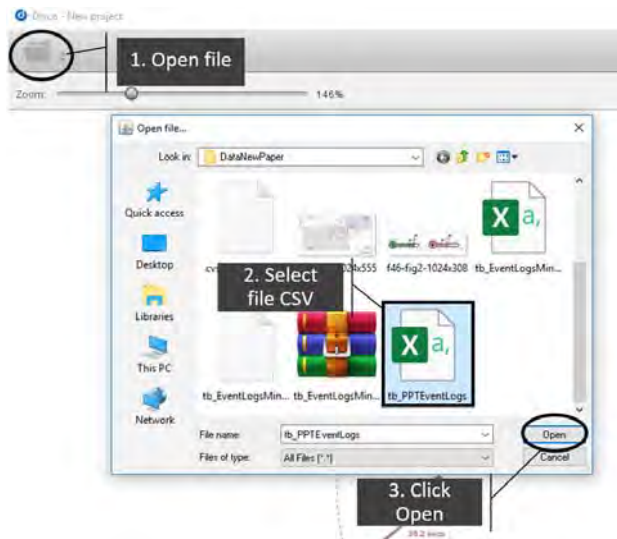 Disco - New project
1. Open file
Zoom:
146%
Open file...
Look in:
DataNewPaper
Quick access
Desktop
Libraries
This PC
Network
024x555
f46-fig2-1024x308
tb_EventLogsMin...
2. Select
file CSV
tb_EventLogsMin...
tb_EventLogsMin...
tb_PPTEventLogs
File name:
tb_PPTEventLogs
Open
Files of type:
All Files (*.*)
Cancel
3. Click
Open